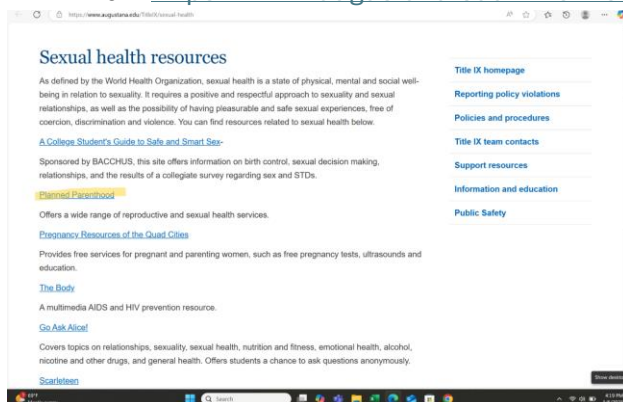 https://www.augustana.edu/TitleIX/sexual-health
Sexual health resources
As defined by the World Health Organization, sexual health is a state of physical, mental and social well-
being in relation to sexuality. It requires a positive and respectful approach to sexuality and sexual
relationships, as well as the possibility of having pleasurable and safe sexual experiences, free of
coercion, discrimination and violence. You can find resources related to sexual health below.
A College Student's Guide to Safe and Smart Sex-
Sponsored by BACCHUS, this site offers information on birth control, sexual decision making,
relationships, and the results of a collegiate survey regarding sex and STDs.
Planned Parenthood
Offers a wide range of reproductive and sexual health services.
Pregnancy Resources of the Quad Cities
Provides free services for pregnant and parenting women, such as free pregnancy tests, ultrasounds and
education.
The Body
A multimedia AIDS and HIV prevention resource.
Go Ask Alice!
Covers topics on relationships, sexuality, sexual health, nutrition and fitness, emotional health, alcohol,
nicotine and other drugs, and general health. Offers students a chance to ask questions anonymously.
Scarleteen
Title IX homepage
Reporting policy violations
Policies and procedures
Title IX team contacts
Support resources
Information and education
Public Safety
Show desktop
Search
4:19 PM